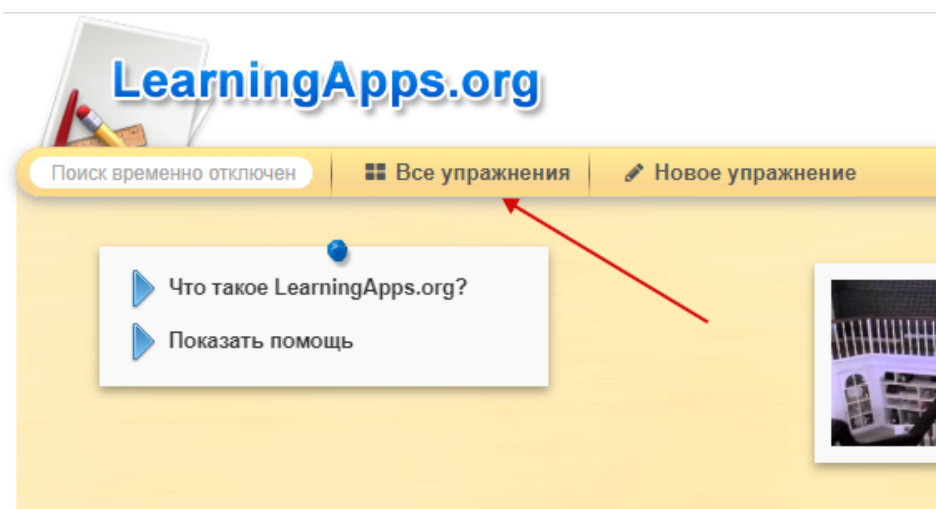 LearningApps.org
Поиск временно отключен
Все упражнения
Новое упражнение
Что такое LearningApps.org?
Показать помощь